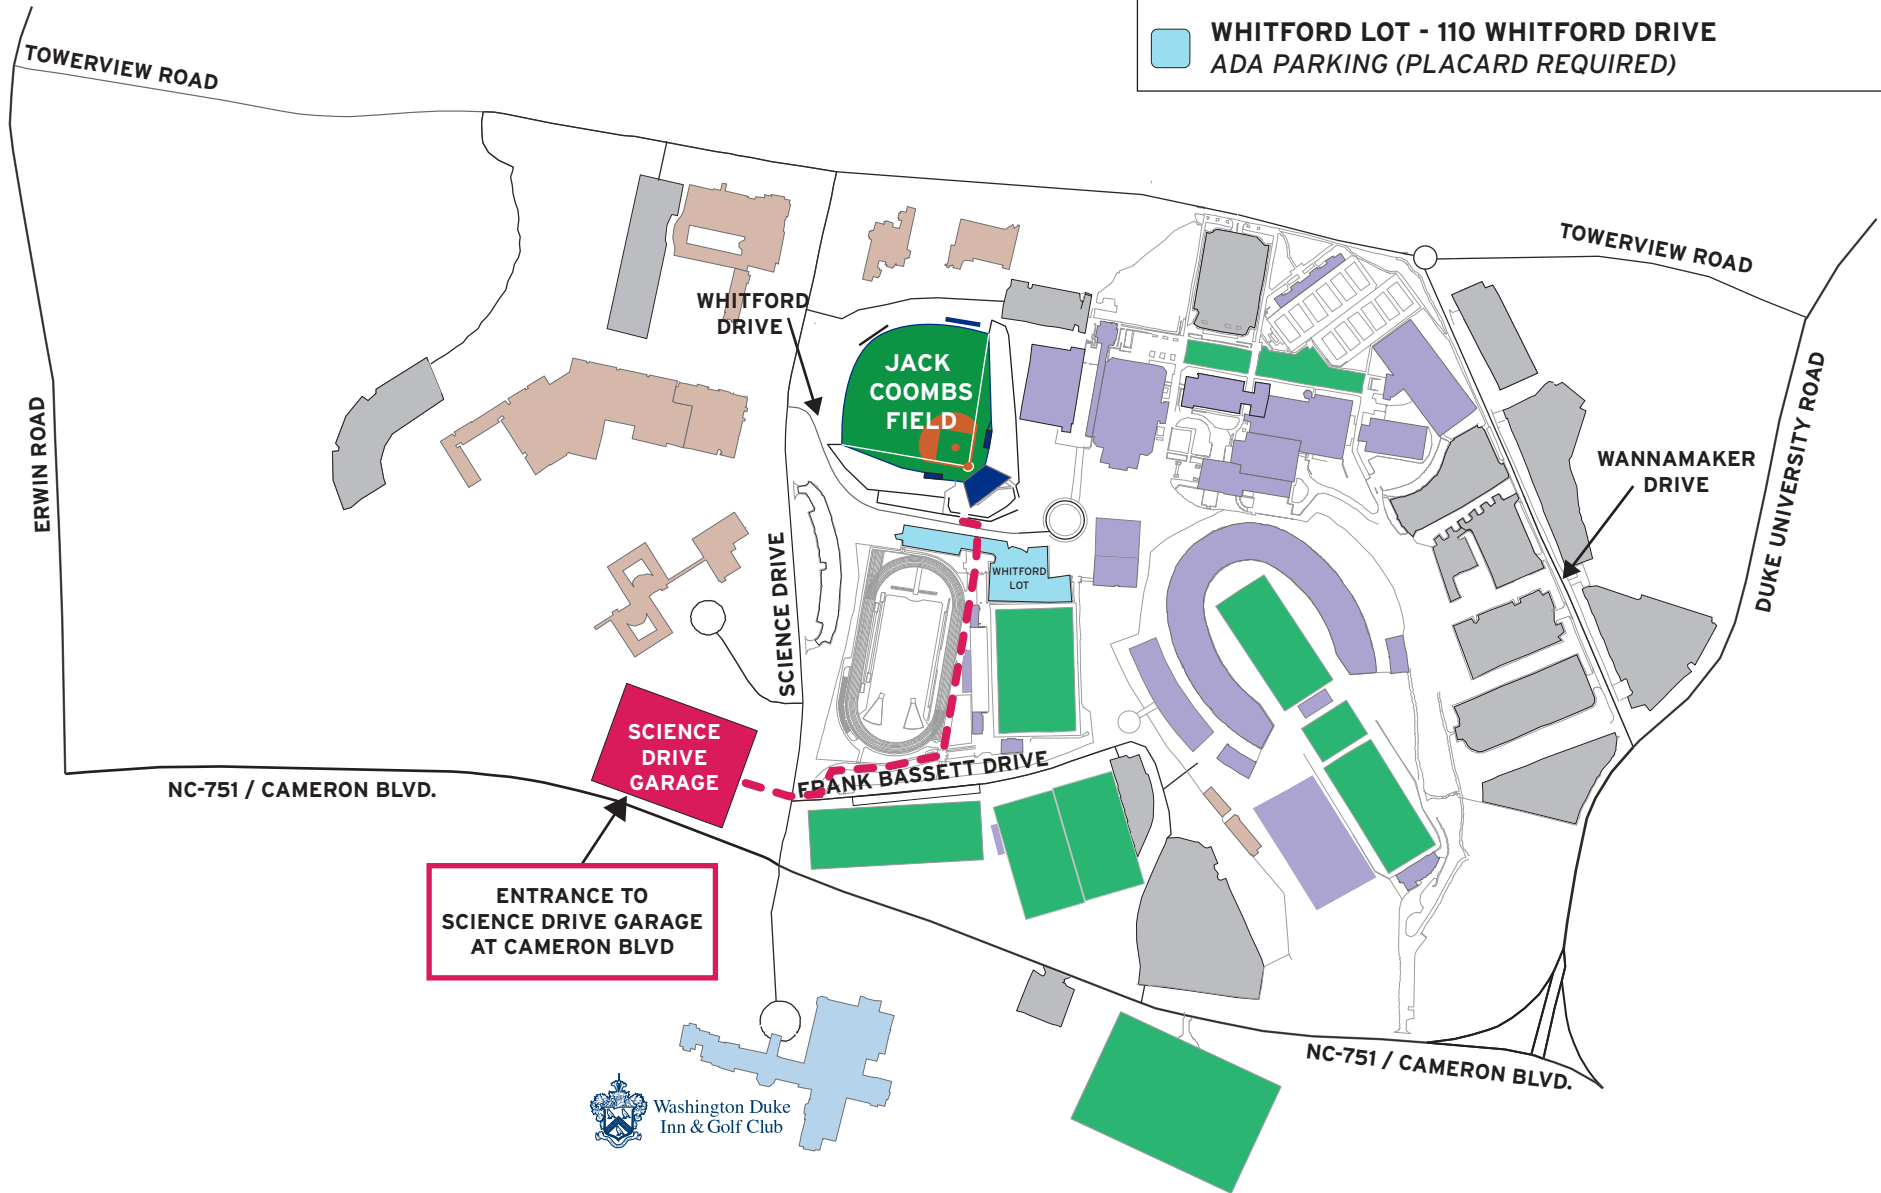 WHITFORD LOT - 110 WHITFORD DRIVE
ADA PARKING (PLACARD REQUIRED)
TOWERVIEW ROAD
TOWERVIEW ROAD
WHITFORD
DRIVE
JACK
COOMBS
FIELD
ERWIN ROAD
DUKE UNIVERSITY ROAD
WANNAMAKER
DRIVE
SCIENCE DRIVE
WHITFORD
LOT
SCIENCE
DRIVE
GARAGE
FRANK BASSETT DRIVE
NC-751 / CAMERON BLVD.
ENTRANCE TO
SCIENCE DRIVE GARAGE
AT CAMERON BLVD
NC-751 / CAMERON BLVD.
Washington Duke
Inn & Golf Club